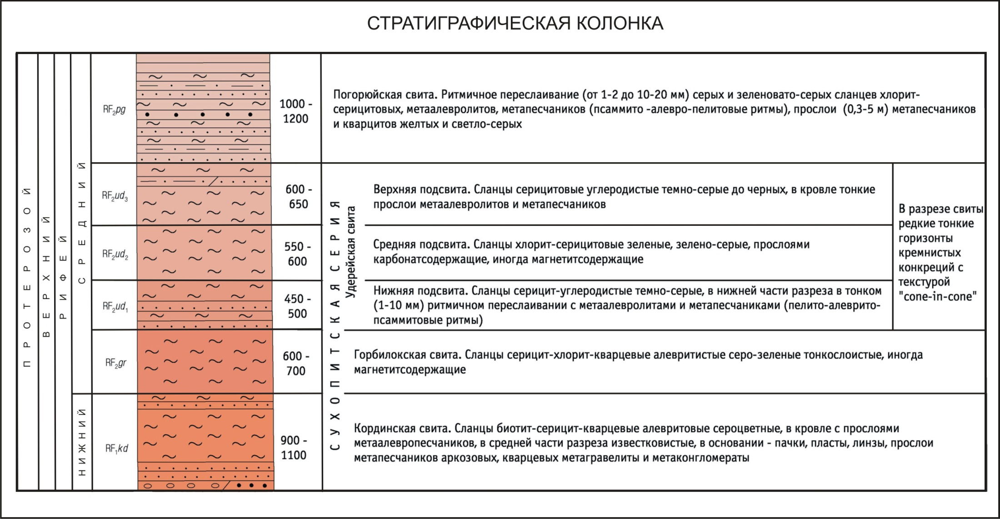 СТРАТИГРАФИЧЕСКАЯ КОЛОНКА
ПРОТЕРОЗОЙ
ВЕРХНИЙ
РИФЕЙ
СРЕДНИЙ
RF2pg
1000 -
1200
Погорюйская свита. Ритмичное переслаивание (от 1-2 до 10-20 мм) серых и зеленовато-серых сланцев хлорит-
серицитовых, метаалевролитов, метапесчаников (псаммито -алевро-пелитовые ритмы), прослои (0,3-5 м) метапесчаников
и кварцитов желтых и светло-серых
СУХОПИТСКАЯ СЕРИЯ
Удерейская свита
RF2ud3
600 -
650
Верхняя подсвита. Сланцы серицитовые углеродистые темно-серые до черных, в кровле тонкие
прослои метаалевролитов и метапесчаников
RF2ud2
550 -
600
Средняя подсвита. Сланцы хлорит-серицитовые зеленые, зелено-серые, прослоями
карбонатсодержащие, иногда магнетитсодержащие
RF2ud1
450 -
500
Нижняя подсвита. Сланцы серицит-углеродистые темно-серые, в нижней части разреза в тонком
(1-10 мм) ритмичном переслаивании с метаалевролитами и метапесчаниками (пелито-алеврито-
псаммитовые ритмы)
В разрезе свиты
редкие тонкие
горизонты
кремнистых
конкреций с
текстурой
"cone-in-cone"
RF2gr
600 -
700
Горбилокская свита. Сланцы серицит-хлорит-кварцевые алевритистые серо-зеленые тонкослоистые, иногда
магнетитсодержащие
НИЖНИЙ
RF1kd
900 -
1100
Кординская свита. Сланцы биотит-серицит-кварцевые алевритовые сероцветные, в кровле с прослоями
метаалевропесчаников, в средней части разреза известковистые, в основании - пачки, пласты, линзы, прослои
метапесчаников аркозовых, кварцевых метагравелиты и метаконгломераты